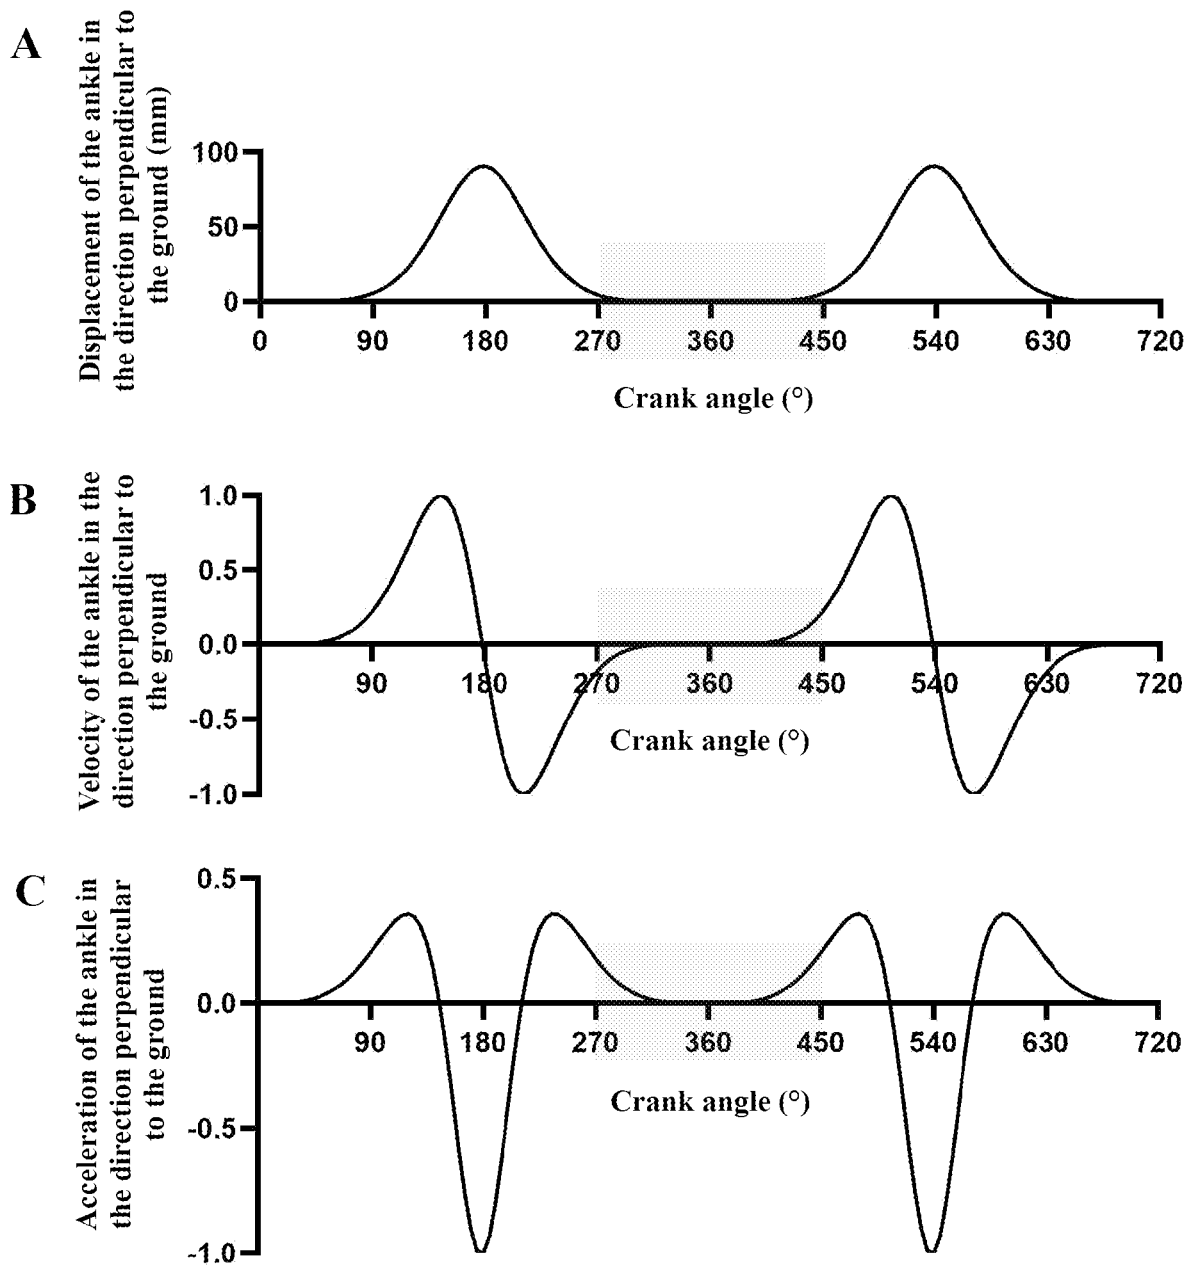 A
Displacement of the ankle in
the direction perpendicular to
the ground (mm)
100
50
0
0 90 180 270 360 450 540 630 720
Crank angle (°)
B
Velocity of the ankle in the
direction perpendicular to
the ground
1.0
0.5
0.0
-0.5
-1.0
90 180 270 360 450 540 630 720
Crank angle (°)
C
Acceleration of the ankle in
the direction perpendicular
to the ground
0.5
0.0
-0.5
-1.0
90 180 270 360 450 540 630 720
Crank angle (°)